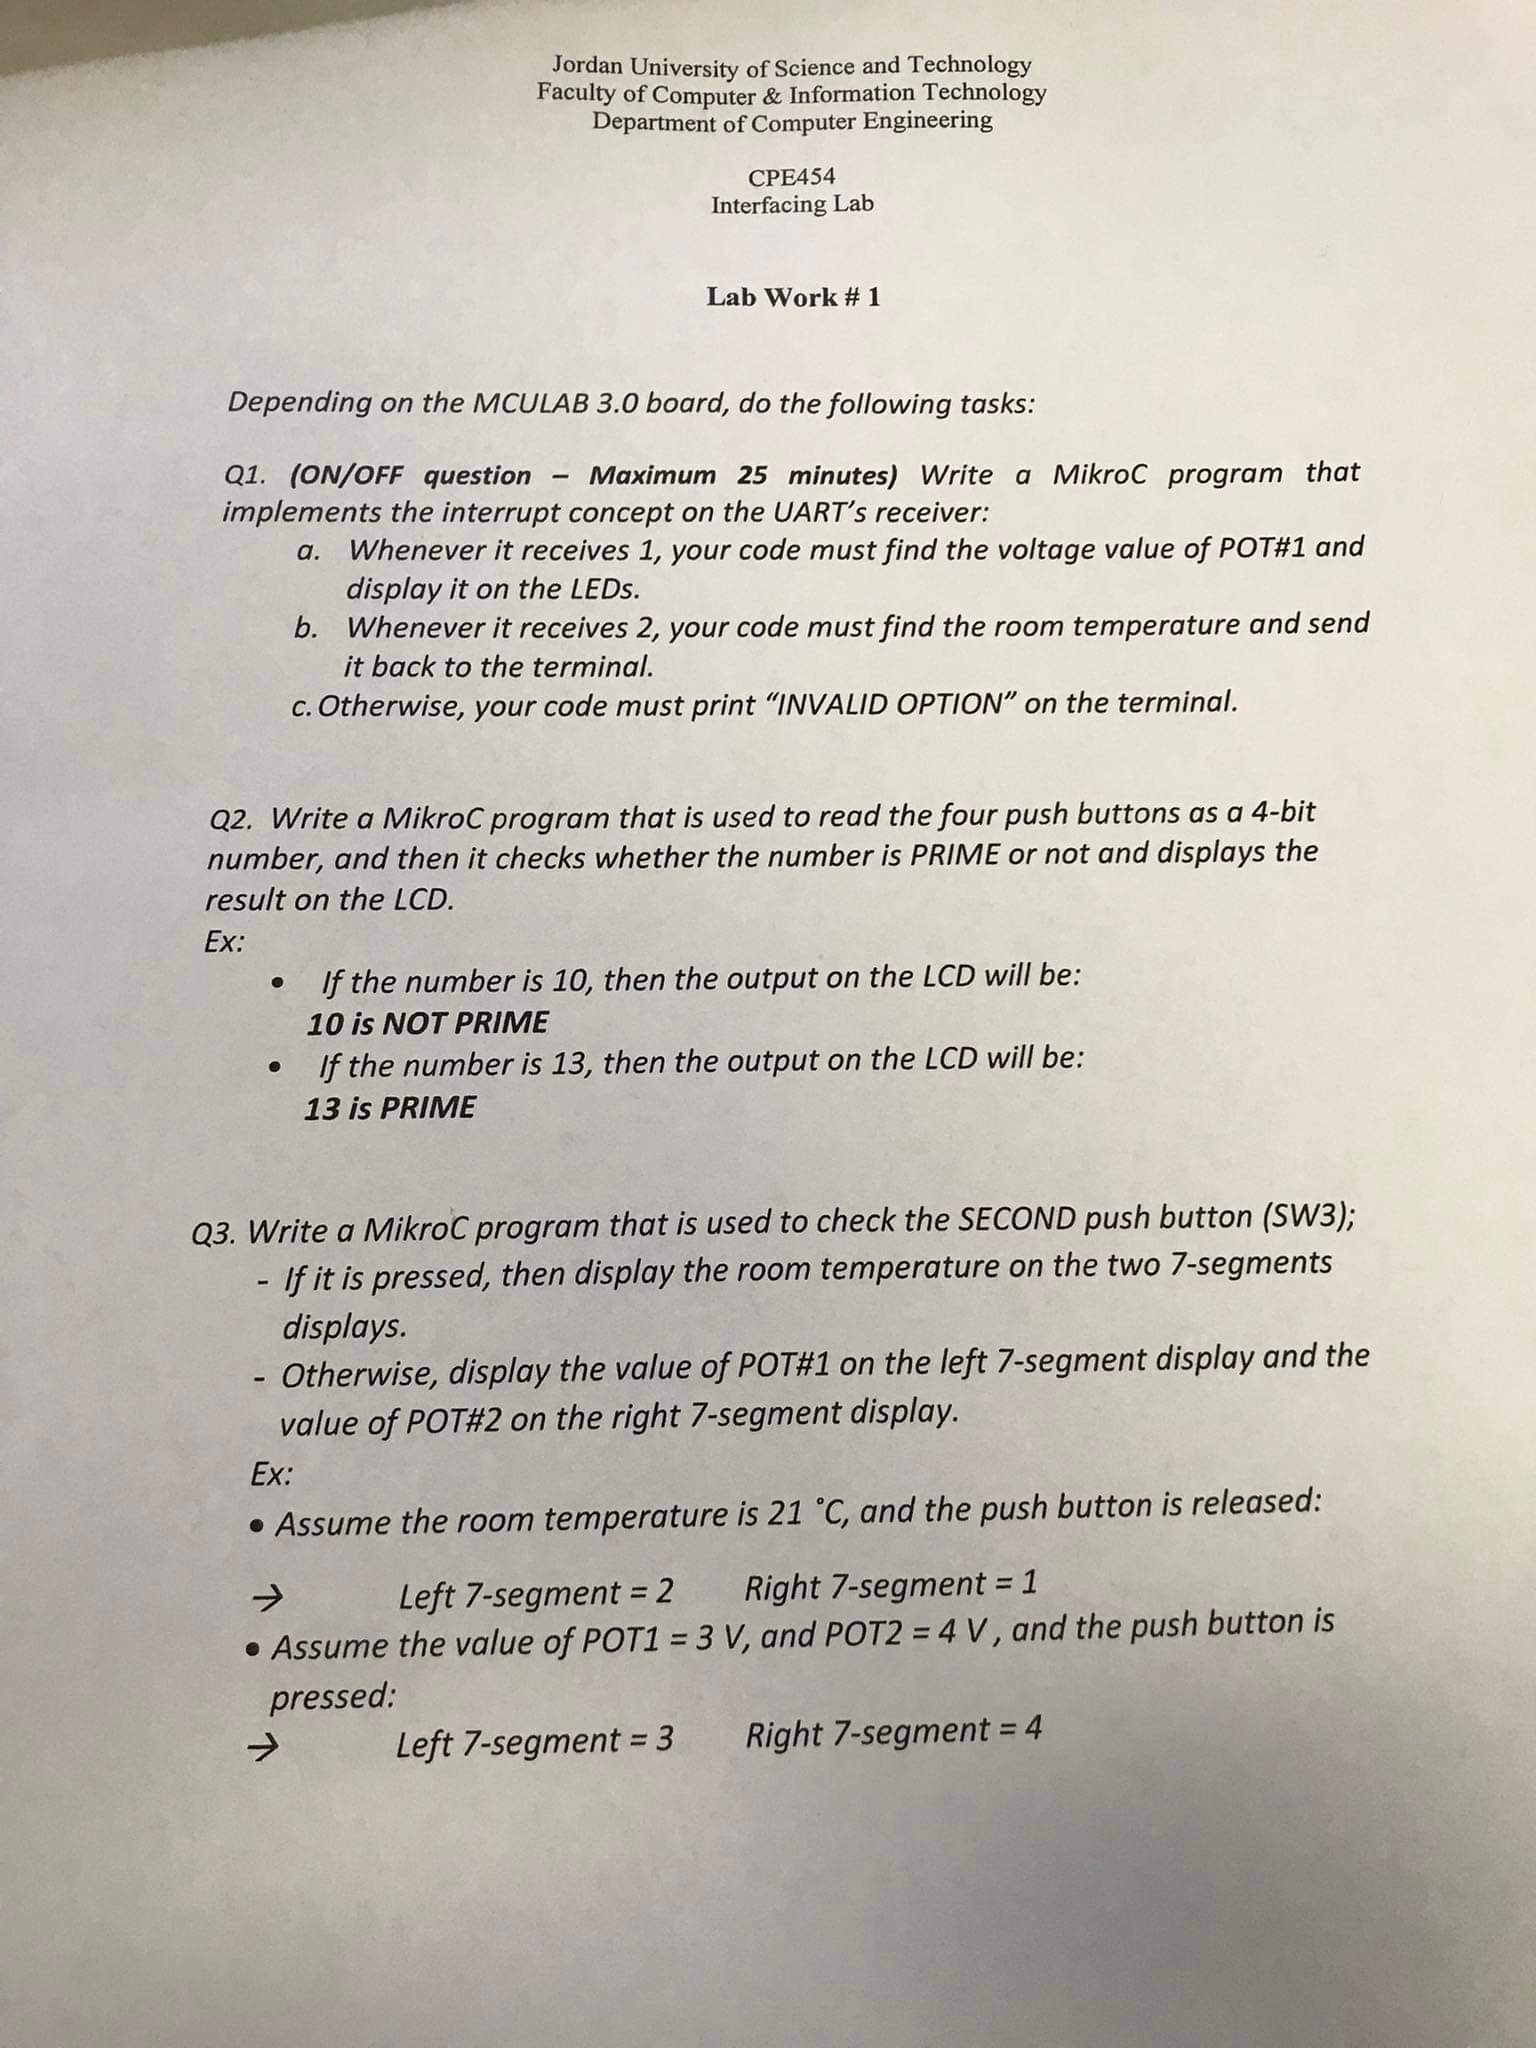 Jordan University of Science and Technology
Faculty of Computer & Information Technology
Department of Computer Engineering
CPE454
Interfacing Lab
Lab Work # 1
Depending on the MCULAB 3.0 board, do the following tasks:
Q1. (ON/OFF question – Maximum 25 minutes) Write a MikroC program that
implements the interrupt concept on the UART's receiver:
a. Whenever it receives 1, your code must find the voltage value of POT#1 and
display it on the LEDs.
b. Whenever it receives 2, your code must find the room temperature and send
it back to the terminal.
c. Otherwise, your code must print “INVALID OPTION” on the terminal.
Q2. Write a MikroC program that is used to read the four push buttons as a 4-bit
number, and then it checks whether the number is PRIME or not and displays the
result on the LCD.
Ex:
• If the number is 10, then the output on the LCD will be:
10 is NOT PRIME
• If the number is 13, then the output on the LCD will be:
13 is PRIME
Q3. Write a MikroC program that is used to check the SECOND push button (SW3);
- If it is pressed, then display the room temperature on the two 7-segments
displays.
- Otherwise, display the value of POT#1 on the left 7-segment display and the
value of POT#2 on the right 7-segment display.
Ex:
• Assume the room temperature is 21 °C, and the push button is released:
→ Left 7-segment = 2 Right 7-segment = 1
• Assume the value of POT1 = 3 V, and POT2 = 4 V , and the push button is
pressed:
→ Left 7-segment = 3 Right 7-segment = 4